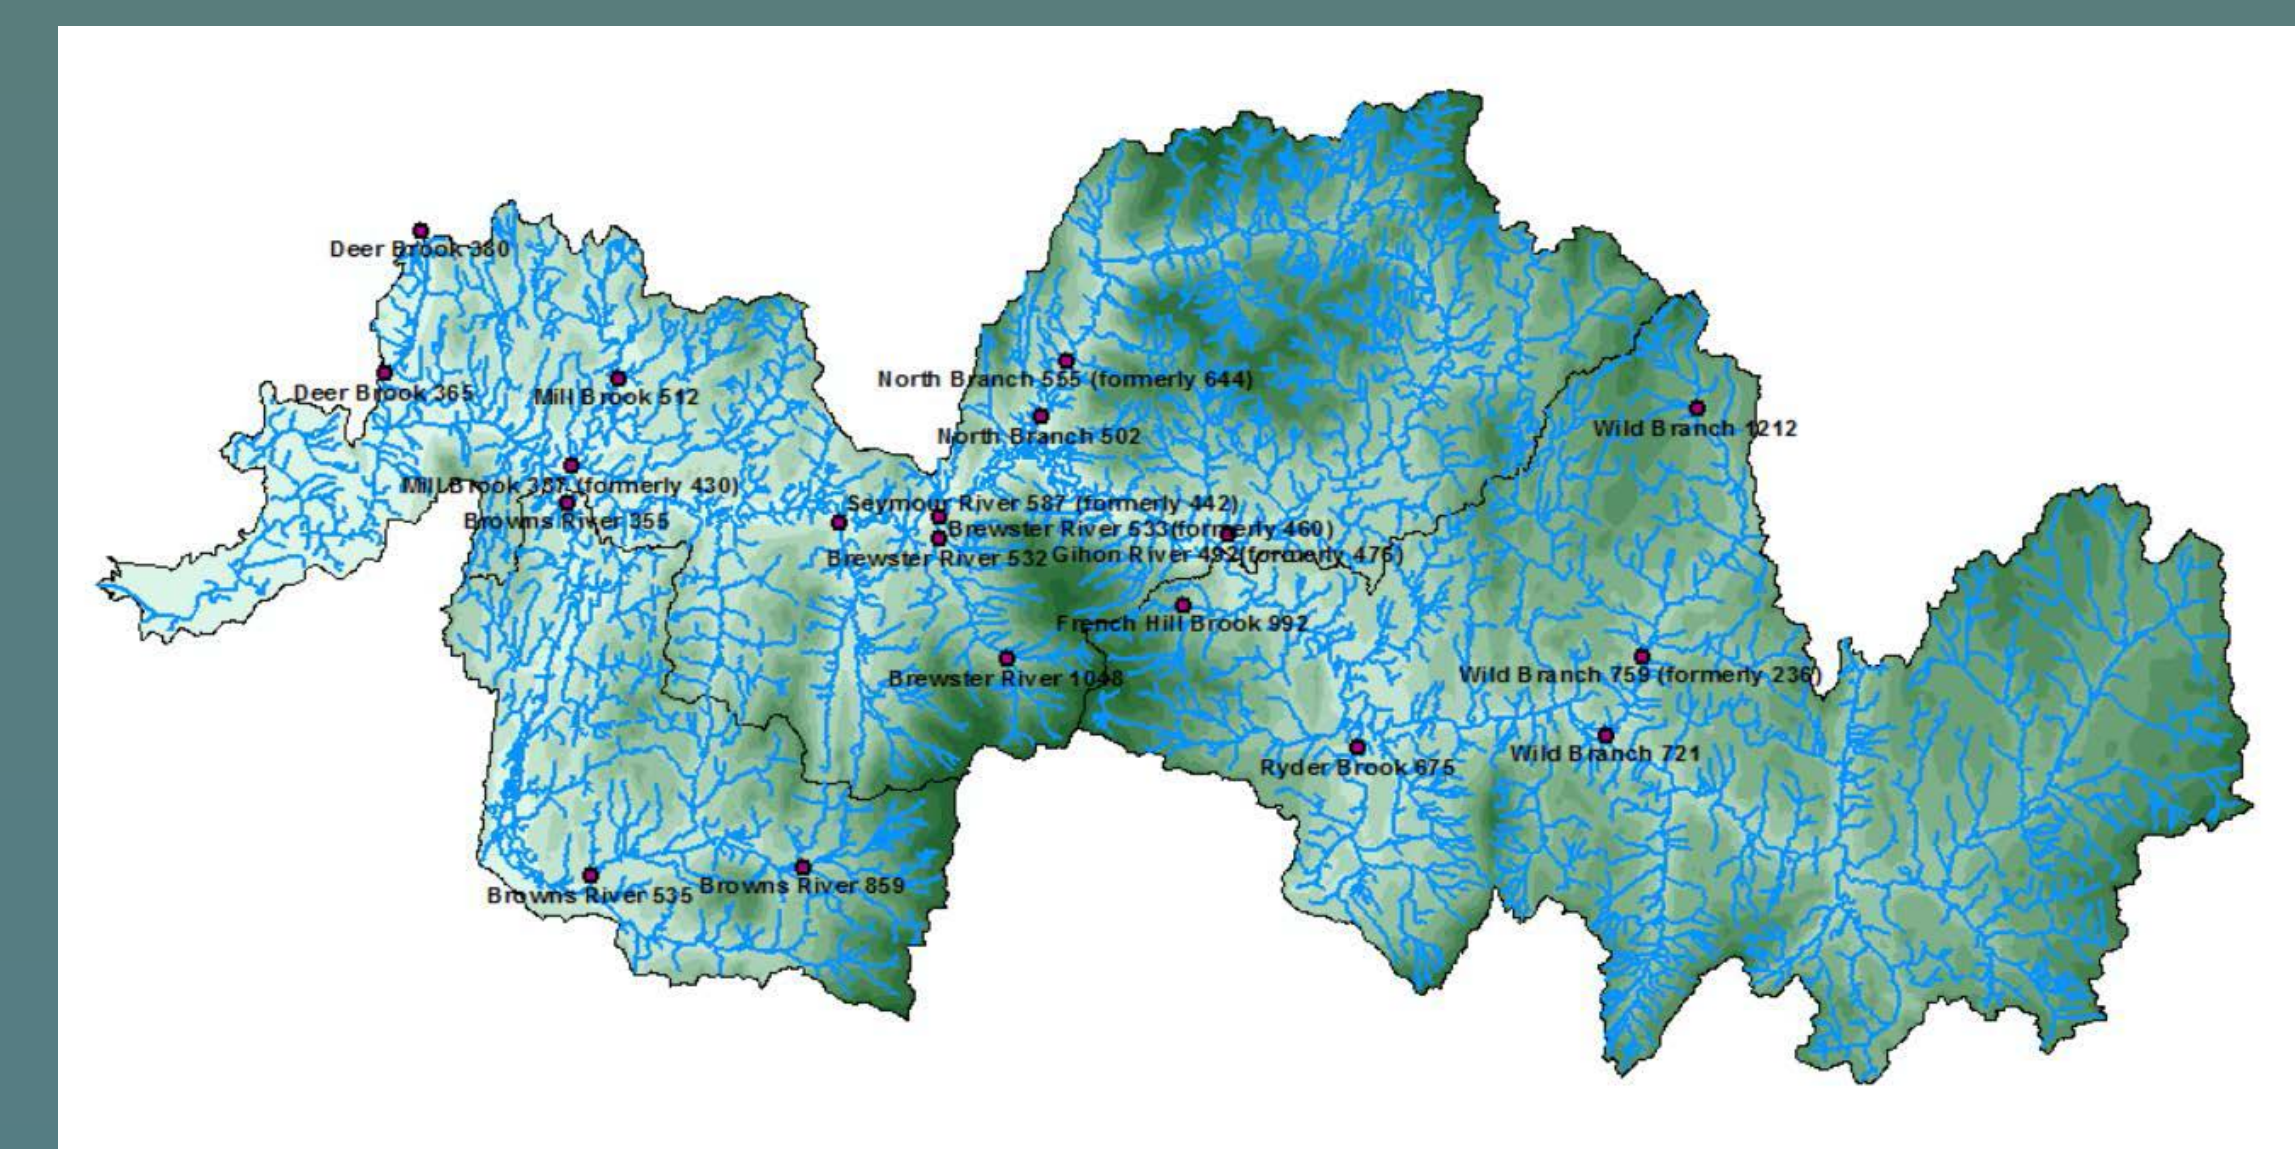 Deer Brook 380
North Branch 555 (formerly 644)
Deer Brook 365
Mill Brook 512
North Branch 502
Wild Branch 1212
Mill Brook 387 (formerly 430)
Seymour River 587 (formerly 442)
Browns River 355
Brewster River 533(formerly 460)
Brewster River 532
Gihon River 492(formerly 476)
French Hill Brook 992
Brewster River 1048
Wild Branch 759 (formerly 236)
Wild Branch 721
Ryder Brook 675
Browns River 859
Browns River 535